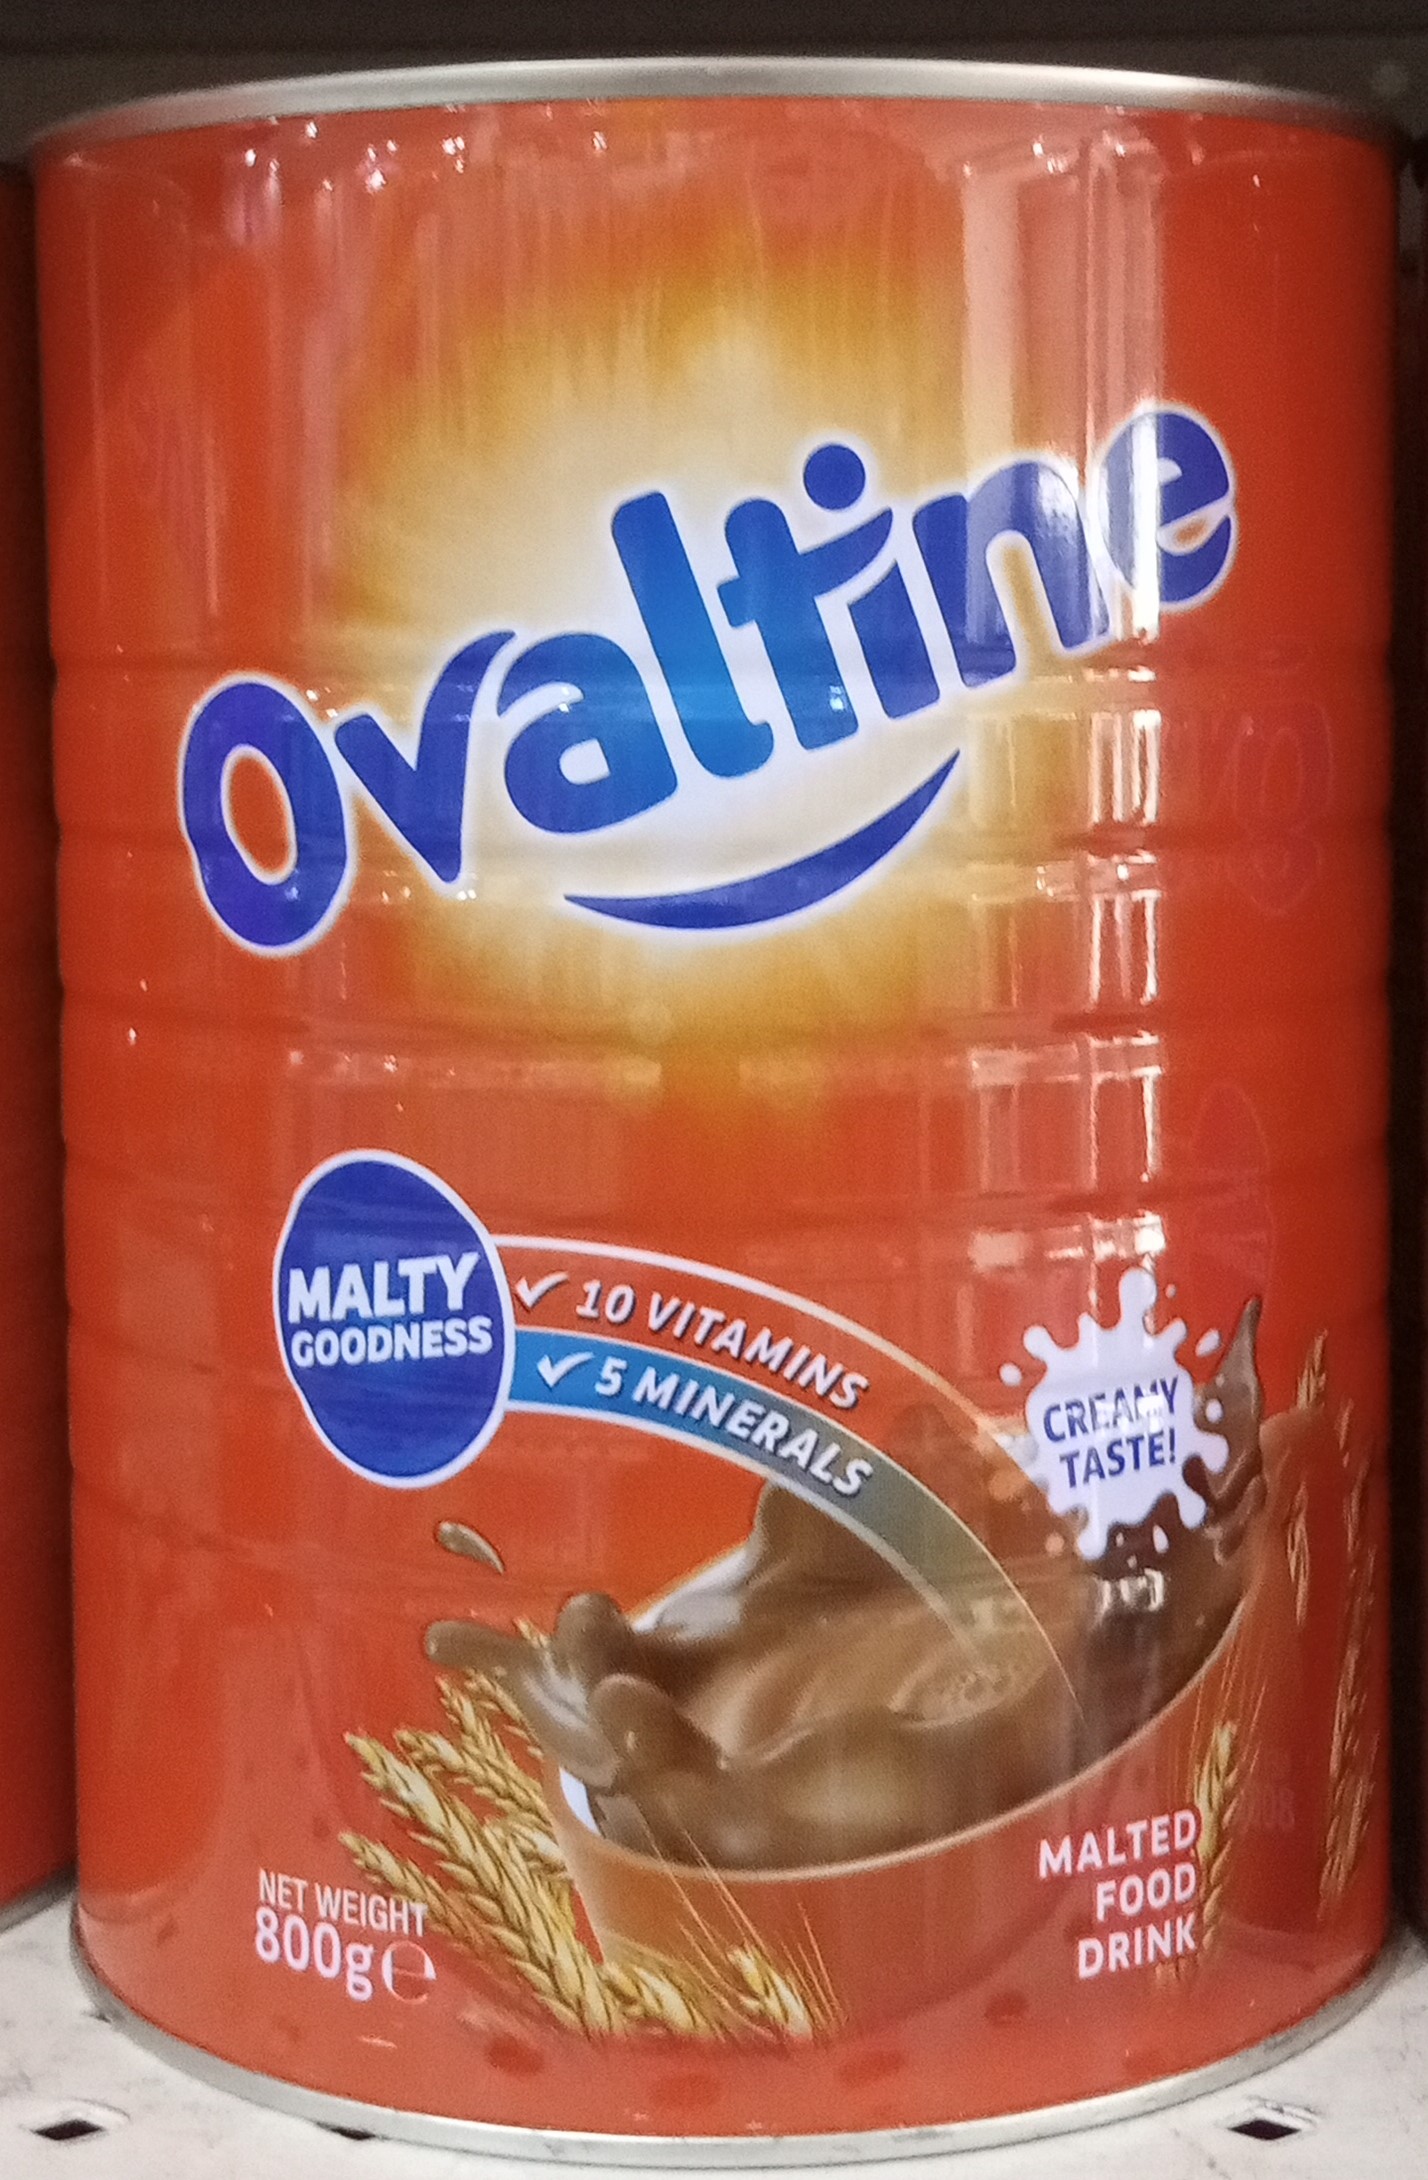 Ovaltine
MALTY
GOODNESS
✓ 10 VITAMINS
✓ 5 MINERALS
CREAMY
TASTE!
MALTED
FOOD
DRINK
NET WEIGHT
800g ℮